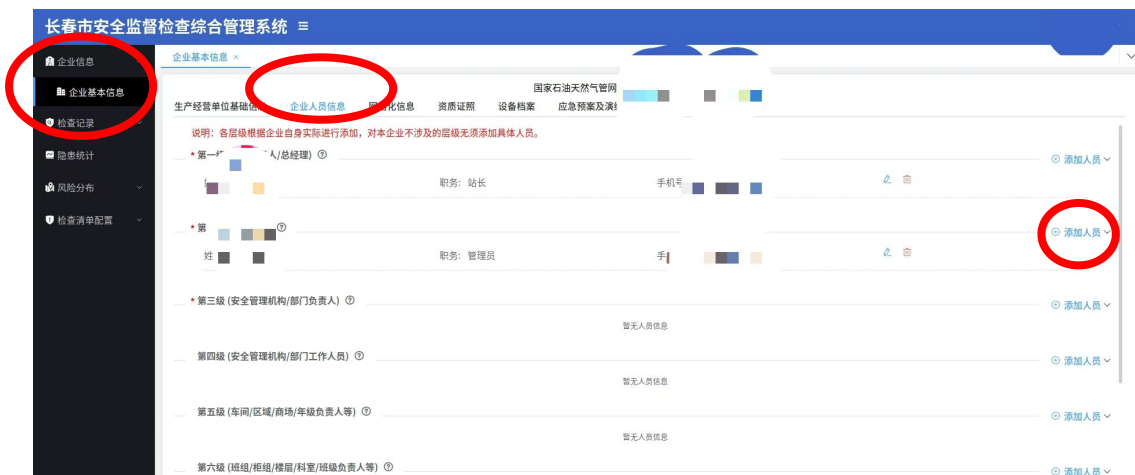 长春市安全监督检查综合管理系统
企业信息
企业基本信息 ×
企业基本信息
国家石油天然气管网
生产经营单位基础信 企业人员信息 化信息 资质证照 设备档案 应急预案及演
检查记录
说明：各层级根据企业自身实际进行添加，对本企业不涉及的层级无须添加具体人员。
隐患统计
* 第一 人/总经理) 添加人员
风险分布
职务: 站长 手机号
检查清单配置
* 第 添加人员
姓 职务: 管理员 手
* 第三级 (安全管理机构/部门负责人) 添加人员
暂无人员信息
第四级 (安全管理机构/部门工作人员) 添加人员
暂无人员信息
第五级 (车间/区域/商场/年级负责人等) 添加人员
暂无人员信息
第六级 (班组/柜组/楼层/科室/班级负责人等) 添加人员